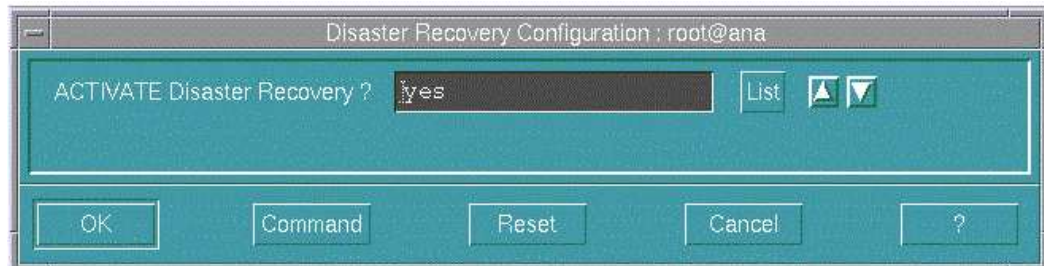 Disaster Recovery Configuration : root@ana
ACTIVATE Disaster Recovery ? yes List
OK Command Reset Cancel ?